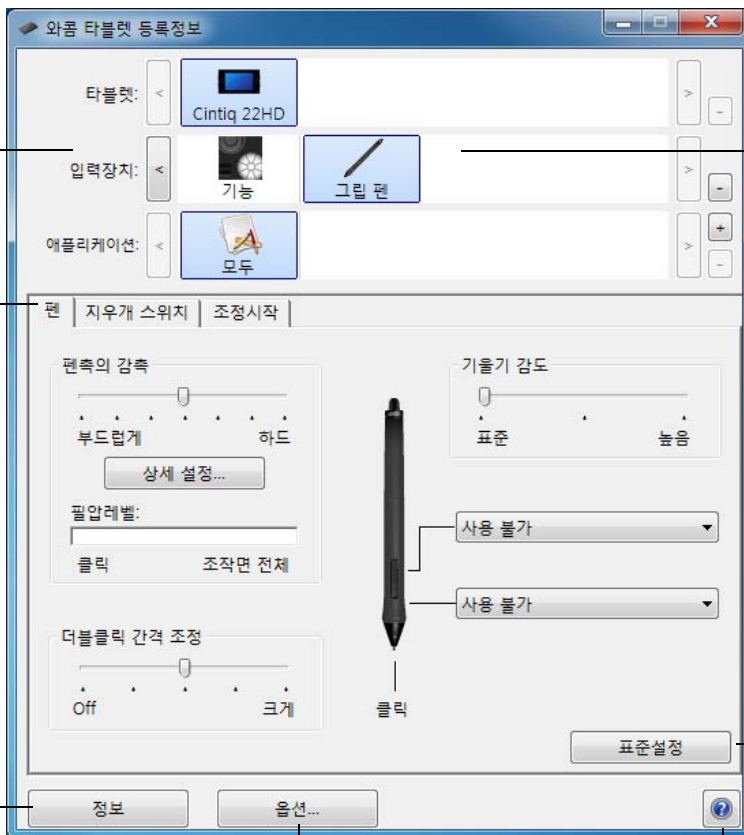 와콤 타블렛 등록정보
타블렛:
Cintiq 22HD
입력장치:
기능
그립 펜
애플리케이션:
모두
펜
지우개 스위치
조정시작
펜촉의 감촉
부드럽게
하드
상세 설정...
필압레벨:
클릭
조작면 전체
기울기 감도
표준
높음
사용 불가
사용 불가
더블클릭 간격 조정
Off
크게
클릭
표준설정
정보
옵션...